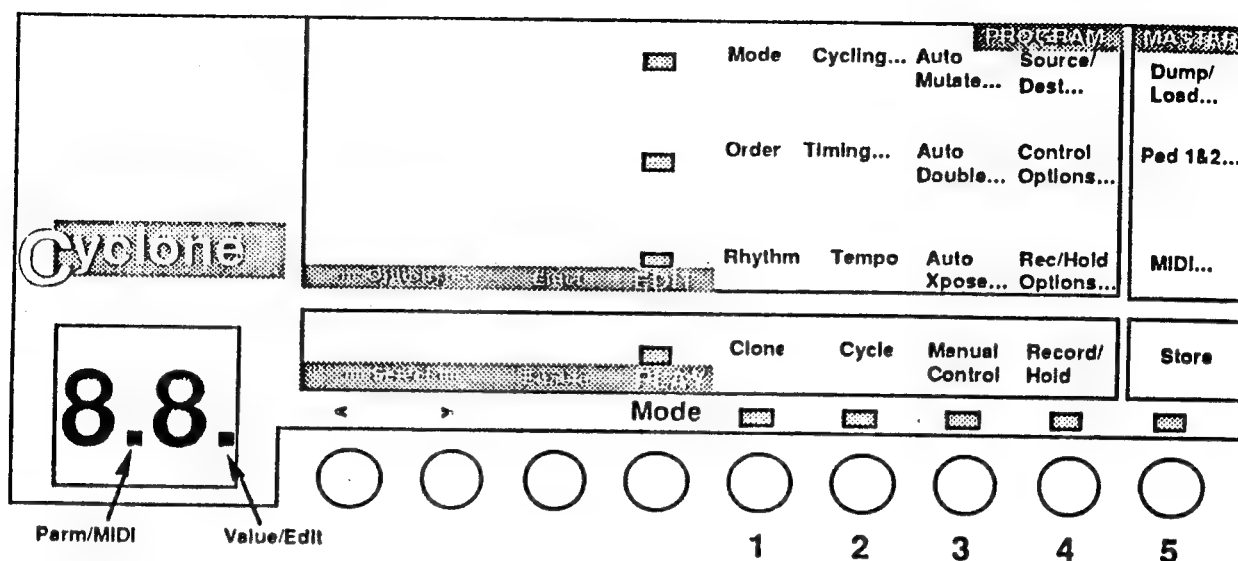 PROGRAM MASTER
Mode Cycling... Auto Mutate... Source/ Dest... Dump/ Load...
Order Timing... Auto Double... Control Options... Ped 1&2...
Cyclone
Rhythm Tempo Auto Xpose... Rec/Hold Options... MIDI...
EDIT
Clone Cycle Manual Control Record/ Hold Store
PLAY
< > Mode
8.8.
Parm/MIDI Value/Edit
1 2 3 4 5